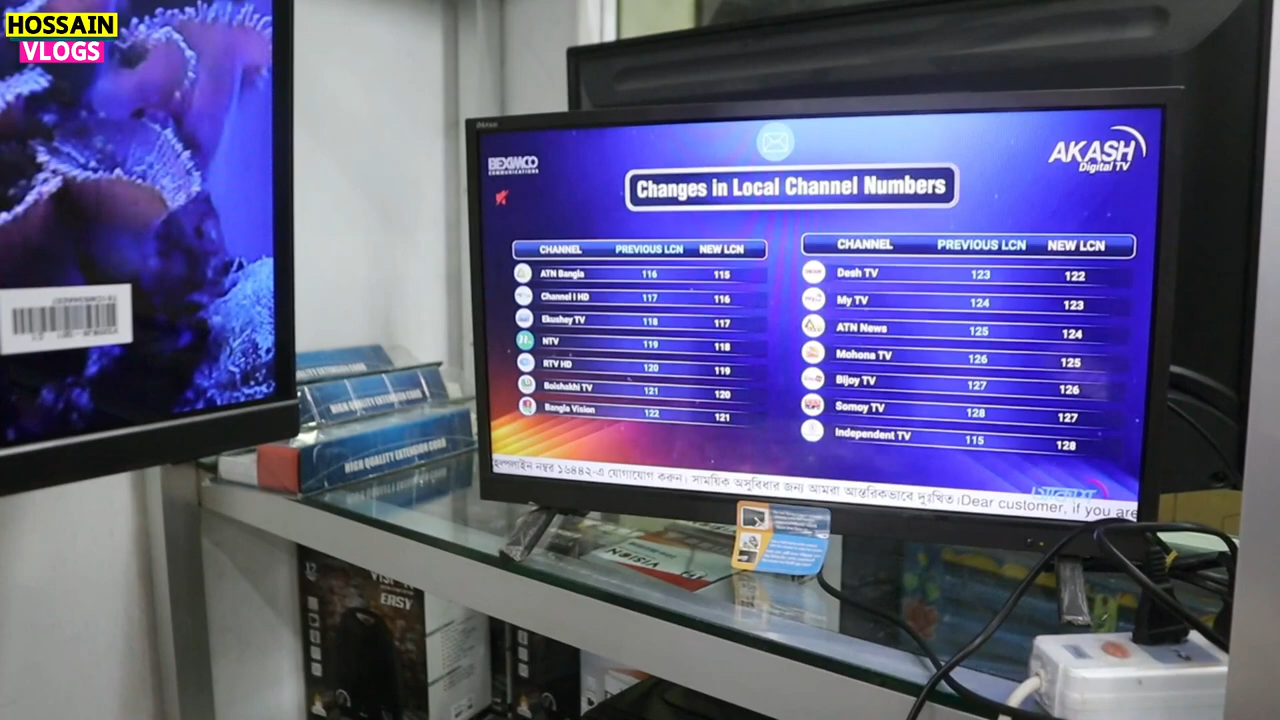 HOSSAIN
VLOGS
BEXIMCO
COMMUNICATIONS
AKASH
Digital TV
Changes in Local Channel Numbers
CHANNEL PREVIOUS LCN NEW LCN
ATN Bangla 116 115
Channel I HD 117 116
Ekushey TV 118 117
NTV 119 118
RTV HD 120 119
Boishakhi TV 121 120
Bangla Vision 122 121
CHANNEL PREVIOUS LCN NEW LCN
Desh TV 123 122
My TV 124 123
ATN News 125 124
Mohona TV 126 125
Bijoy TV 127 126
Somoy TV 128 127
Independent TV 115 128
হেল্পলাইন নম্বর ১৬৪৪২-এ যোগাযোগ করুন। সাময়িক অসুবিধার জন্য আমরা আন্তরিকভাবে দুঃখিত।Dear customer, if you are
HIGH QUALITY EXTENSION CORD
HIGH QUALITY EXTENSION CORD
VISION
EASY